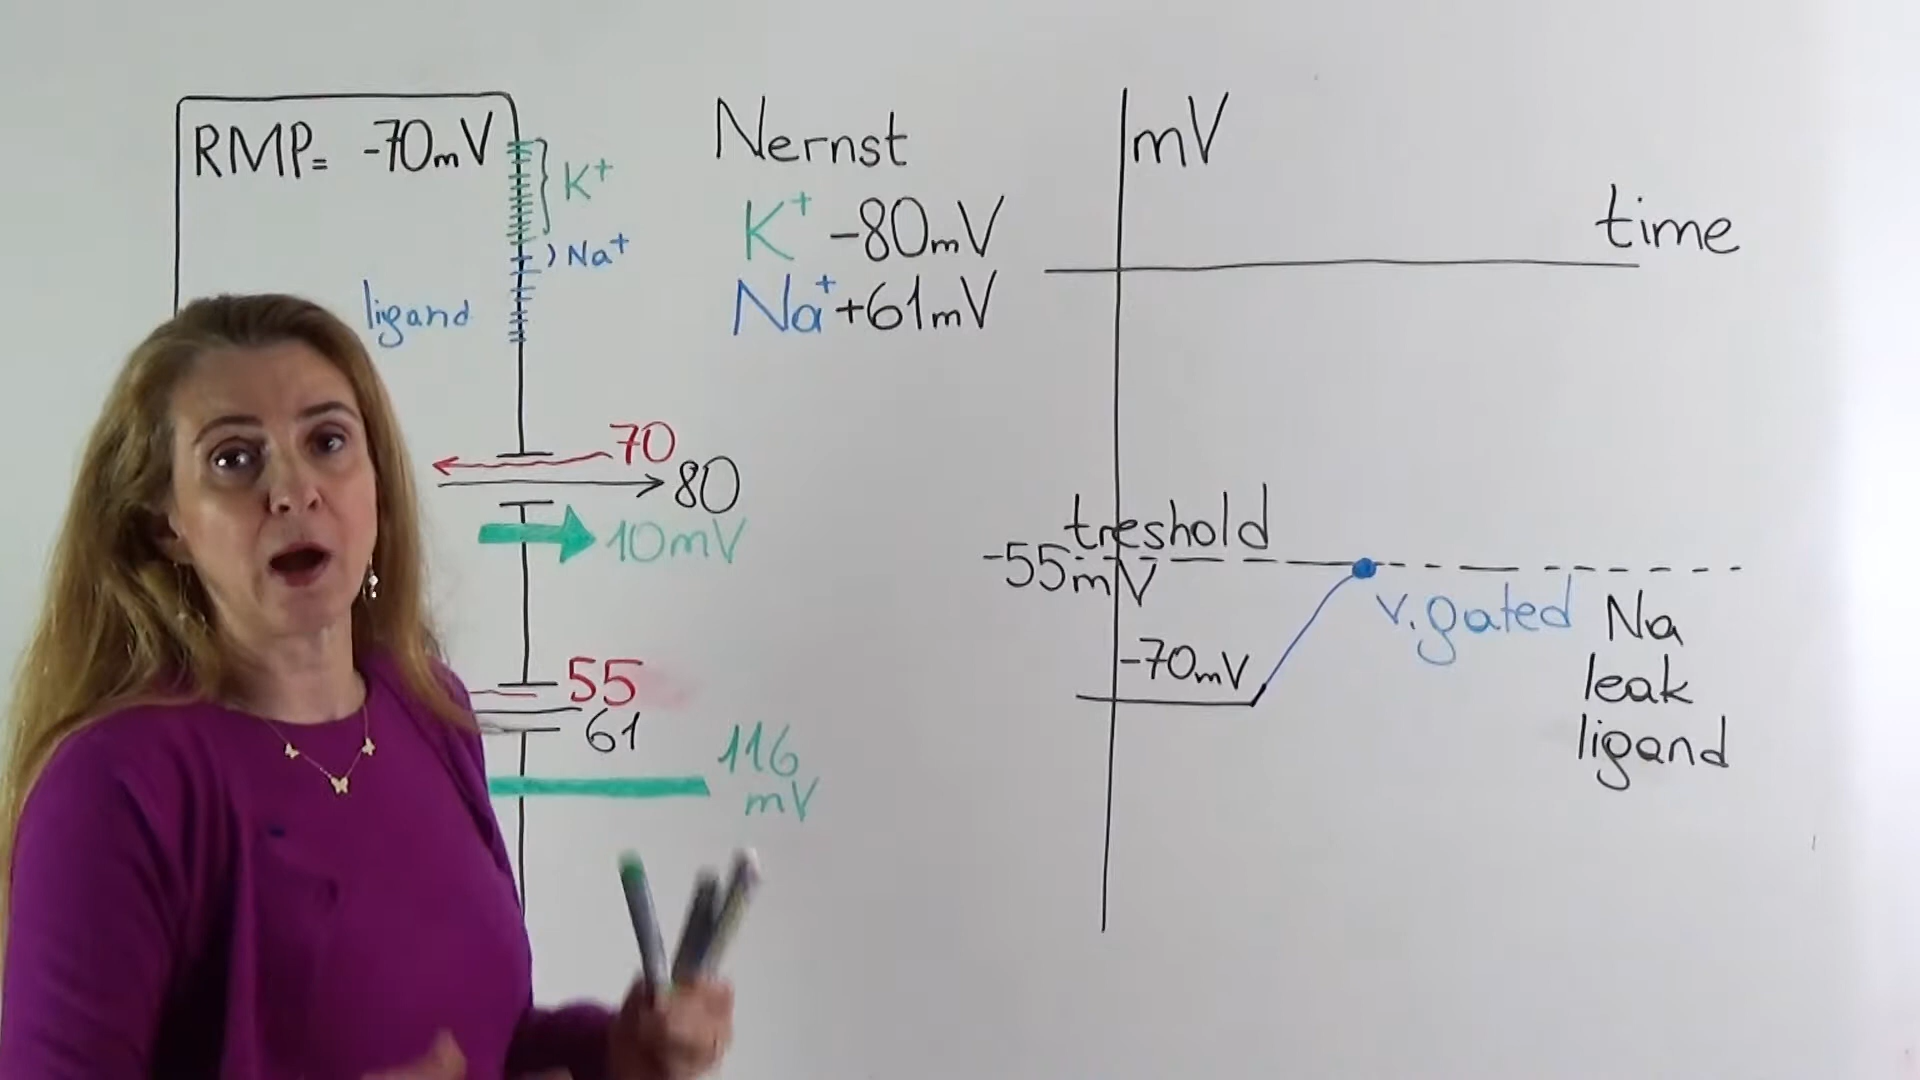 RMP= -70mV
K+
Na+
ligand
70
80
10mV
55
61
116
mV
Nernst
K+ -80mV
Na+ +61mV
mV
time
treshold
-55mV
-70mV
v.gated
Na
leak
ligand